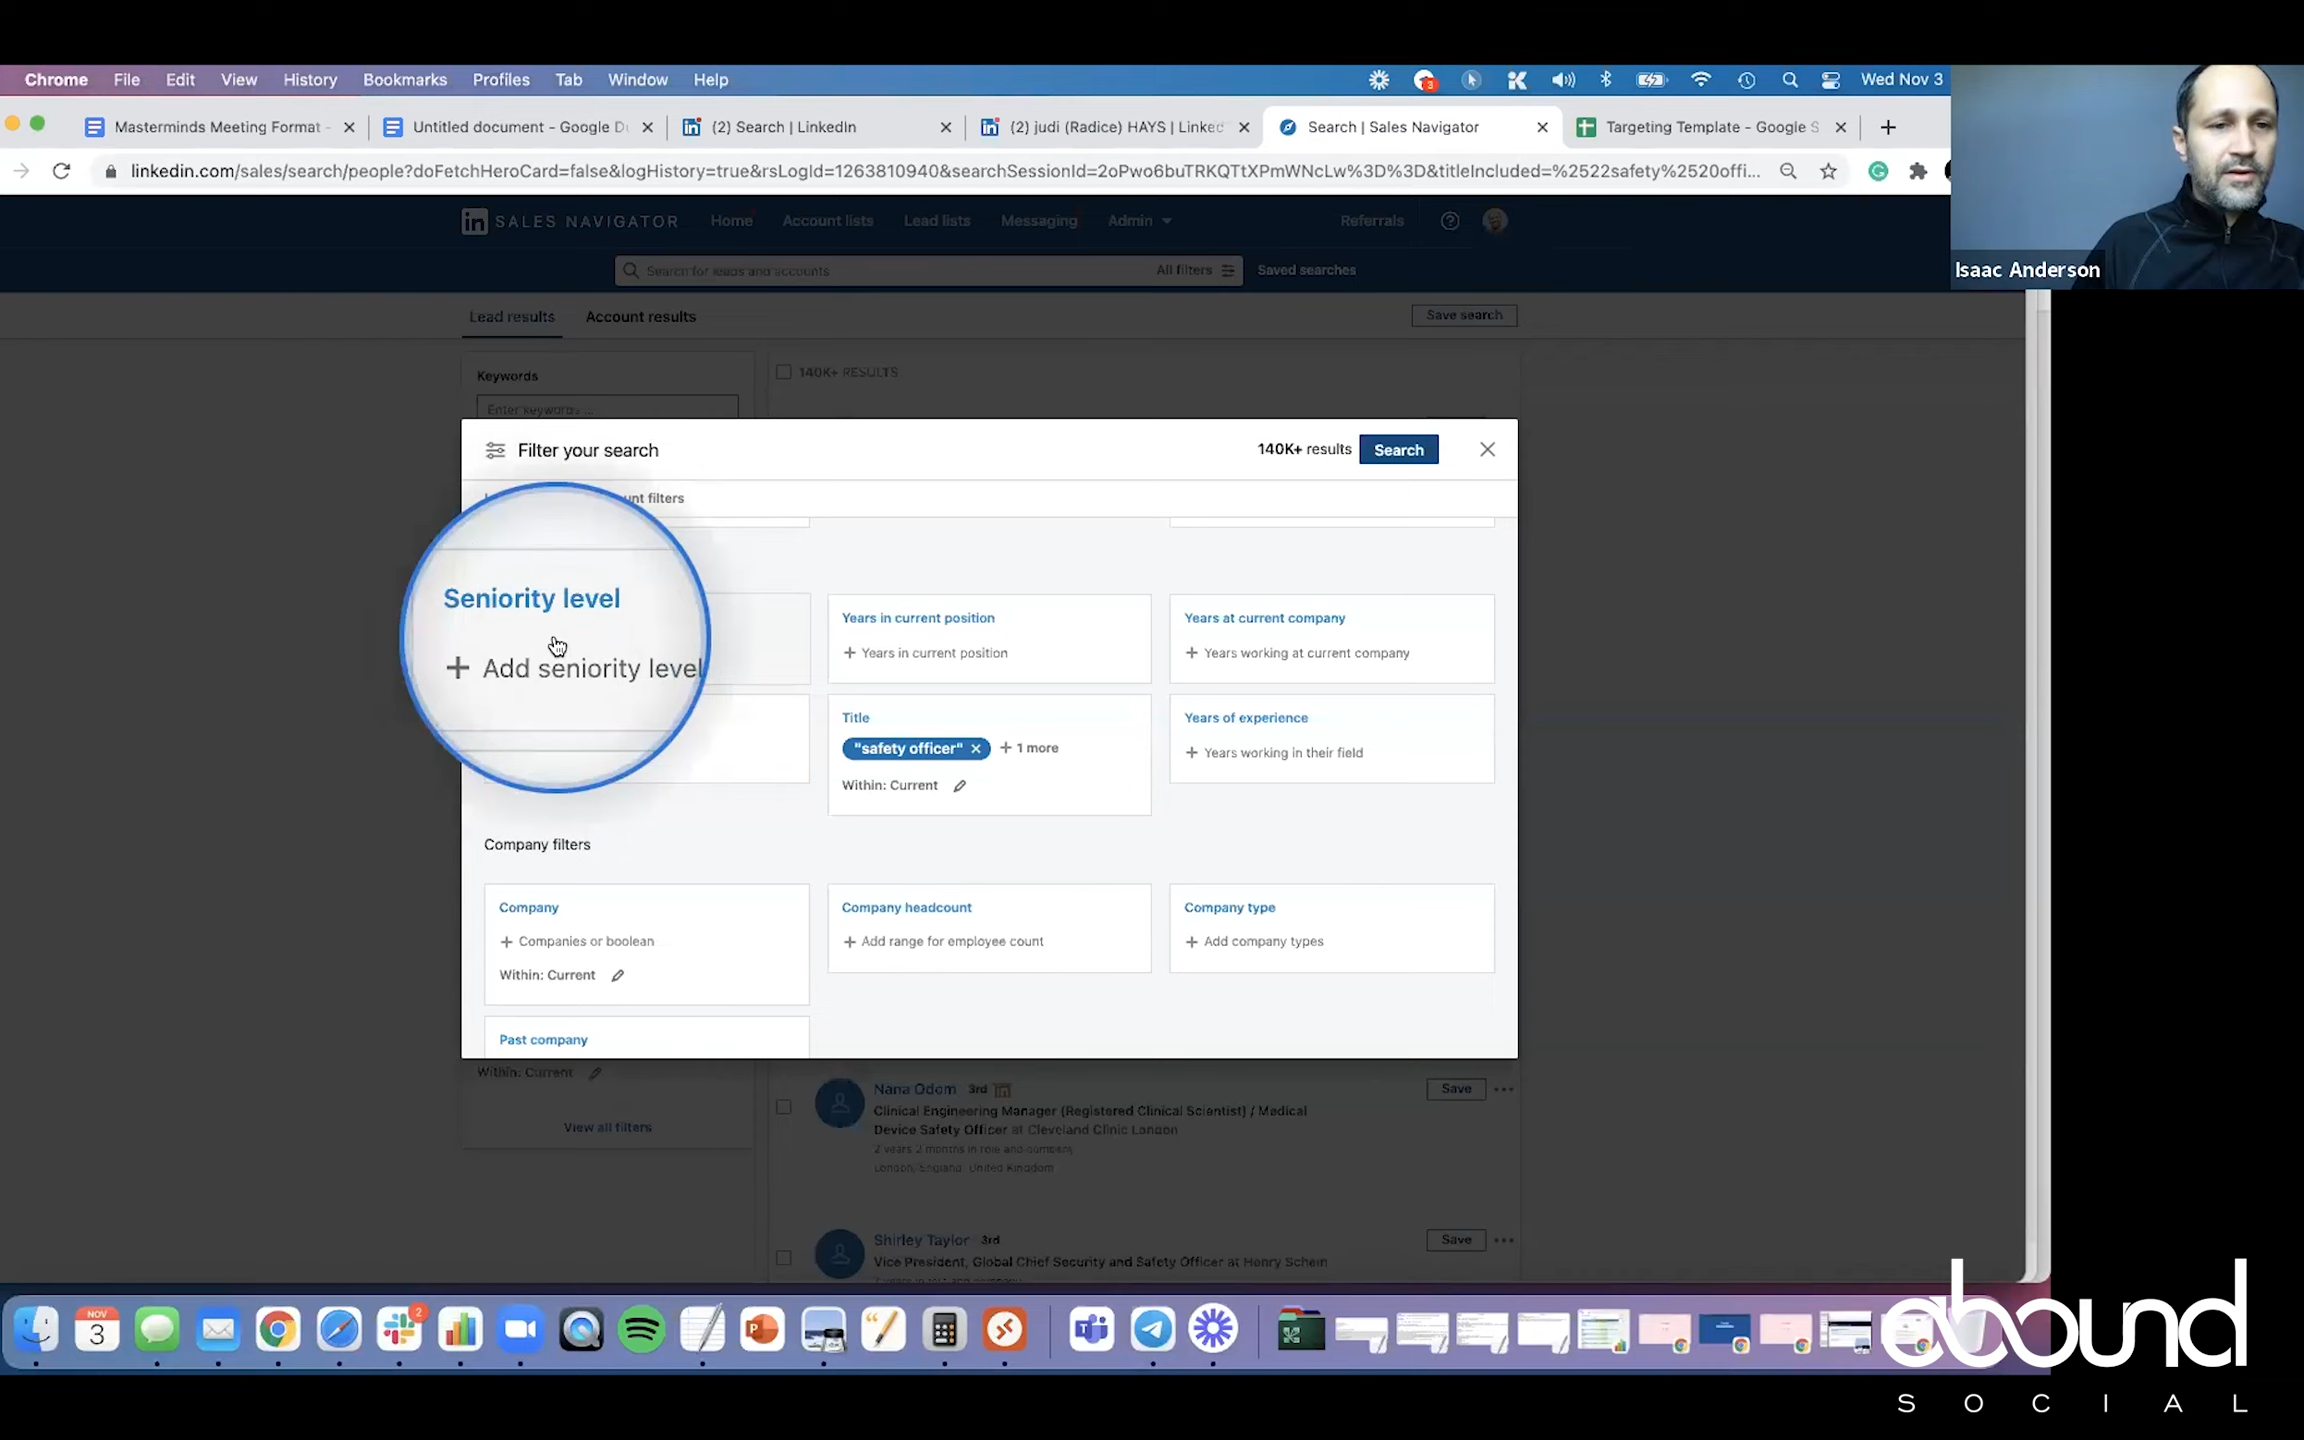 Chrome File Edit View History Bookmarks Profiles Tab Window Help Wed Nov 3
Masterminds Meeting Format -
Untitled document - Google D
(2) Search | LinkedIn
(2) judi (Radice) HAYS | Linked
Search | Sales Navigator
Targeting Template - Google S
linkedin.com/sales/search/people?doFetchHeroCard=false&logHistory=true&rsLogId=1263810940&searchSessionId=2oPwo6buTRKQTtXPmWNcLw%3D%3D&titleIncluded=%2522safety%2520offi...
Isaac Anderson
in SALES NAVIGATOR Home Account lists Lead lists Messaging Admin Referrals
Search for leads and accounts All filters Saved searches
Lead results Account results Save search
Keywords
Enter keywords ...
140K+ RESULTS
Filter your search 140K+ results Search
unt filters
Seniority level
+ Add seniority level
Years in current position
+ Years in current position
Years at current company
+ Years working at current company
Title
"safety officer" × + 1 more
Within: Current
Years of experience
+ Years working in their field
Company filters
Company
+ Companies or boolean
Within: Current
Company headcount
+ Add range for employee count
Company type
+ Add company types
Past company
Within: Current
View all filters
Nana Odom 3rd in
Save
Clinical Engineering Manager (Registered Clinical Scientist) / Medical
Device Safety Officer at Cleveland Clinic London
2 years 2 months in role and company
London, England, United Kingdom
Shirley Taylor 3rd
Save
Vice President, Global Chief Security and Safety Officer at Henry Schein
NOV
3
2
abound
SOCIAL